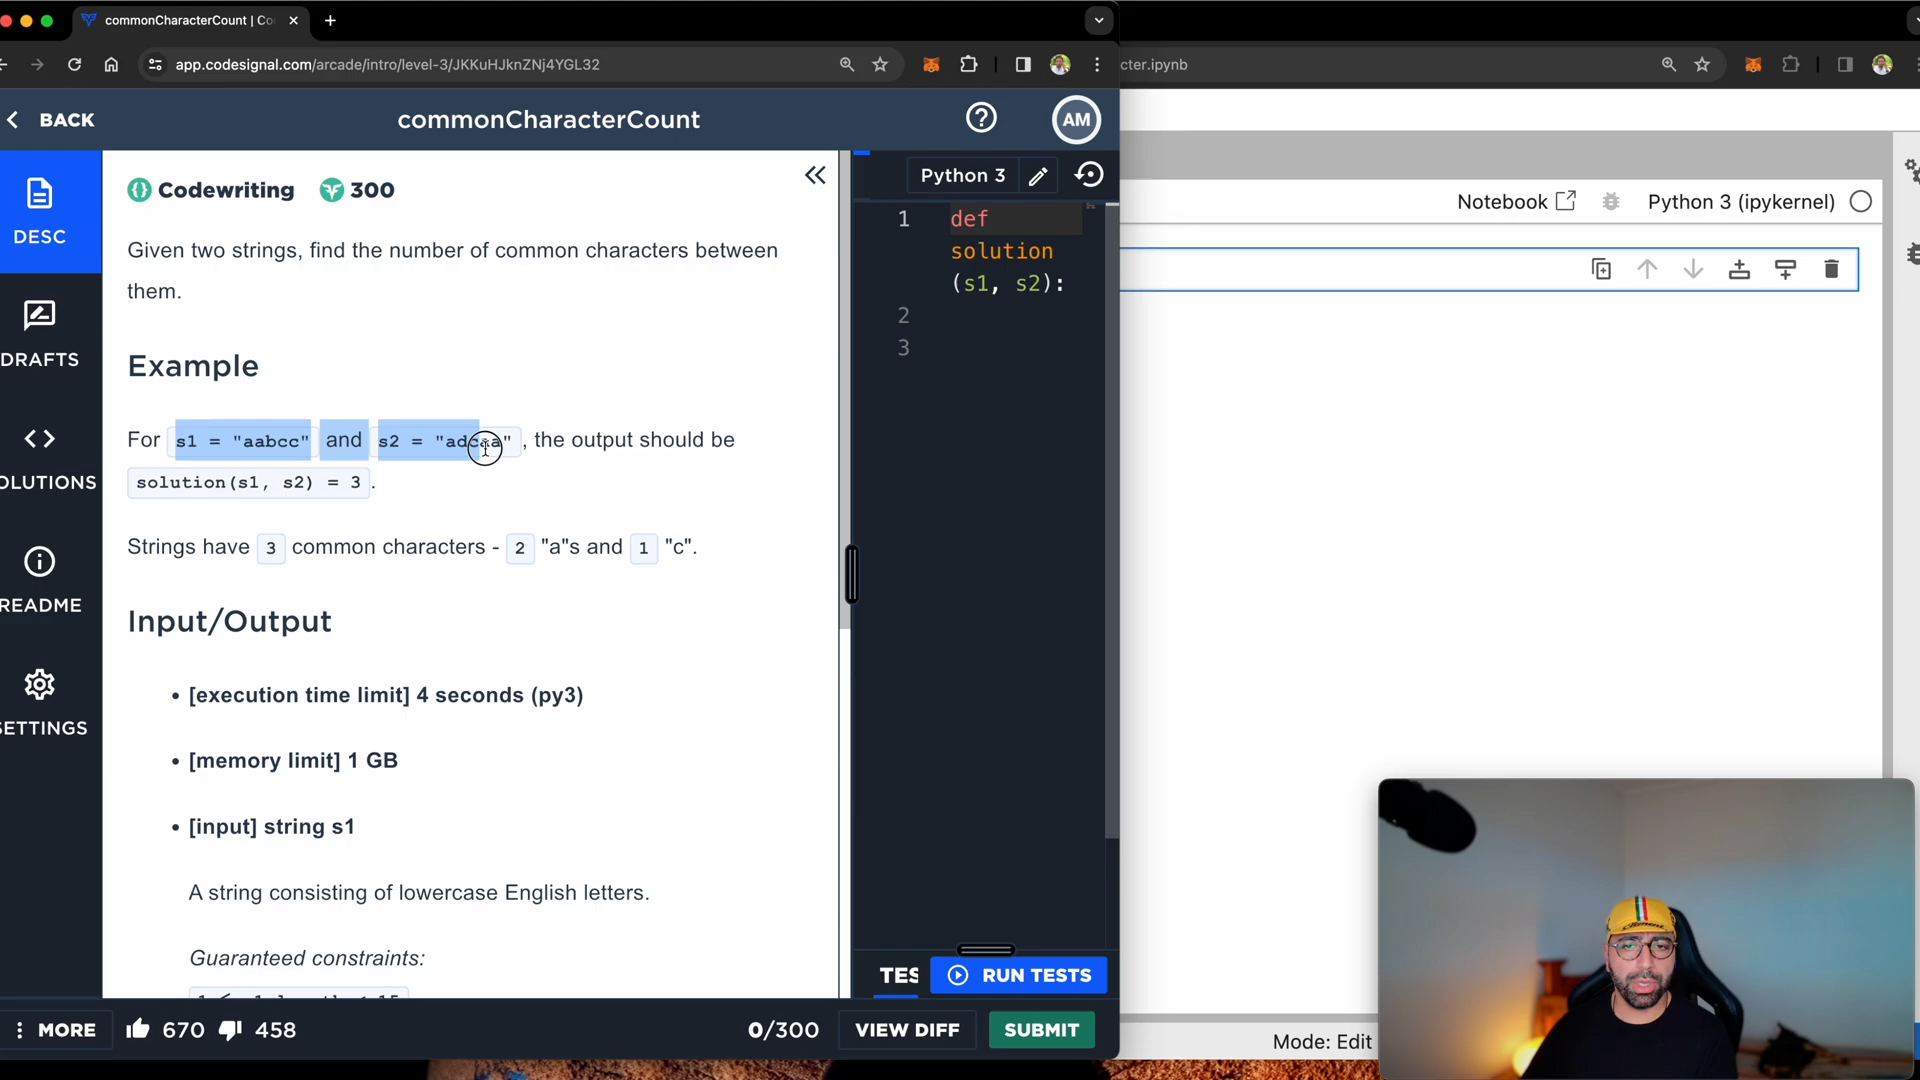 commonCharacterCount | Co
app.codesignal.com/arcade/intro/level-3/JKKuHJknZNj4YGL32
cter.ipynb
BACK
commonCharacterCount
AM
DESC
DRAFTS
OLUTIONS
README
SETTINGS
Codewriting 300
Given two strings, find the number of common characters between
them.
Example
For s1 = "aabcc" and s2 = "adcaa", the output should be
solution(s1, s2) = 3.
Strings have 3 common characters - 2 "a"s and 1 "c".
Input/Output
• [execution time limit] 4 seconds (py3)
• [memory limit] 1 GB
• [input] string s1
A string consisting of lowercase English letters.
Guaranteed constraints:
Python 3
1 def
solution
(s1, s2):
2
3
TES
RUN TESTS
MORE
670
458
0/300
VIEW DIFF
SUBMIT
Notebook
Python 3 (ipykernel)
Mode: Edit